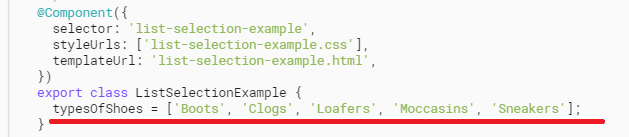 @Component({
selector: 'list-selection-example',
styleUrls: ['list-selection-example.css'],
templateUrl: 'list-selection-example.html',
})
export class ListSelectionExample {
typesOfShoes = ['Boots', 'Clogs', 'Loafers', 'Moccasins', 'Sneakers'];
}